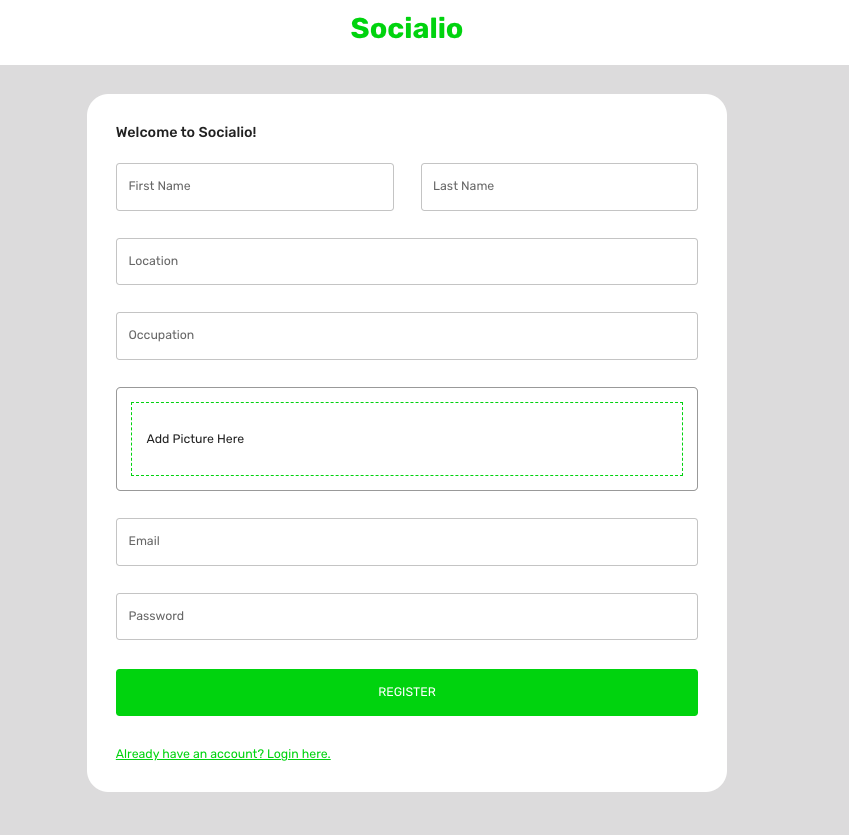 Socialio
Welcome to Socialio!
First Name
Last Name
Location
Occupation
Add Picture Here
Email
Password
REGISTER
Already have an account? Login here.